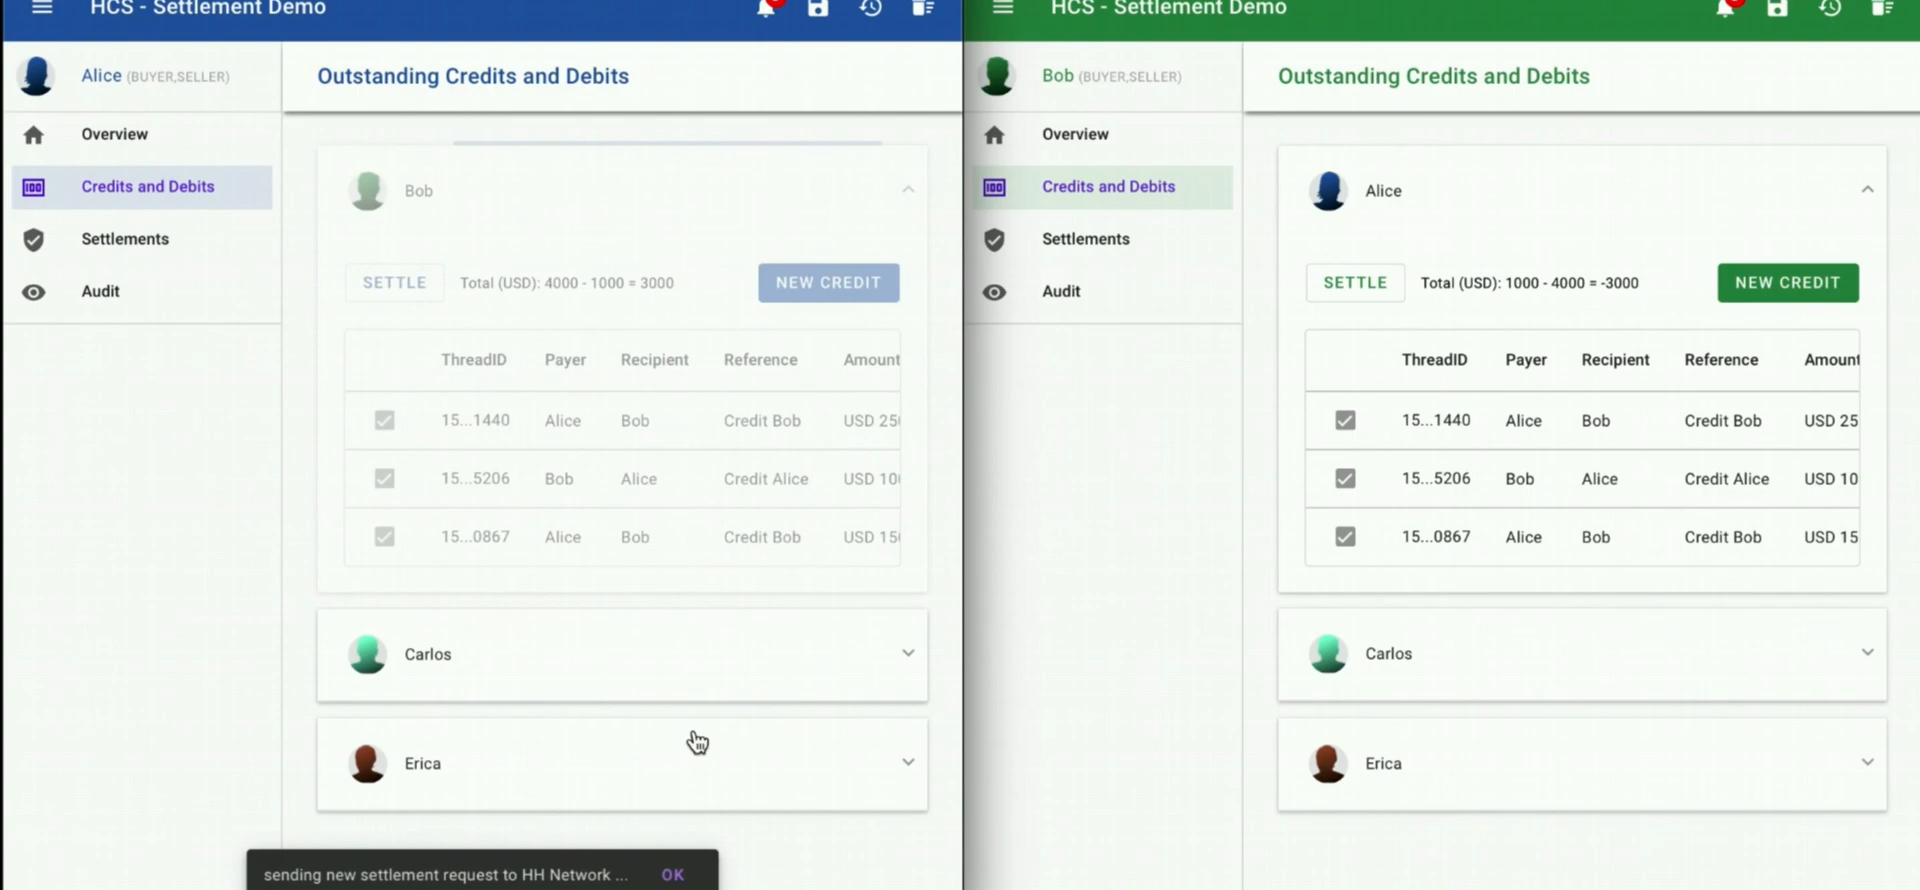 HCS - Settlement Demo
Alice (BUYER,SELLER)
Outstanding Credits and Debits
Overview
Credits and Debits
Settlements
Audit
Bob
SETTLE Total (USD): 4000 - 1000 = 3000 NEW CREDIT
ThreadID Payer Recipient Reference Amount
15...1440 Alice Bob Credit Bob USD 25
15...5206 Bob Alice Credit Alice USD 10
15...0867 Alice Bob Credit Bob USD 15
Carlos
Erica
sending new settlement request to HH Network ... OK
HCS - Settlement Demo
Bob (BUYER,SELLER)
Outstanding Credits and Debits
Overview
Credits and Debits
Settlements
Audit
Alice
SETTLE Total (USD): 1000 - 4000 = -3000 NEW CREDIT
ThreadID Payer Recipient Reference Amount
15...1440 Alice Bob Credit Bob USD 25
15...5206 Bob Alice Credit Alice USD 10
15...0867 Alice Bob Credit Bob USD 15
Carlos
Erica